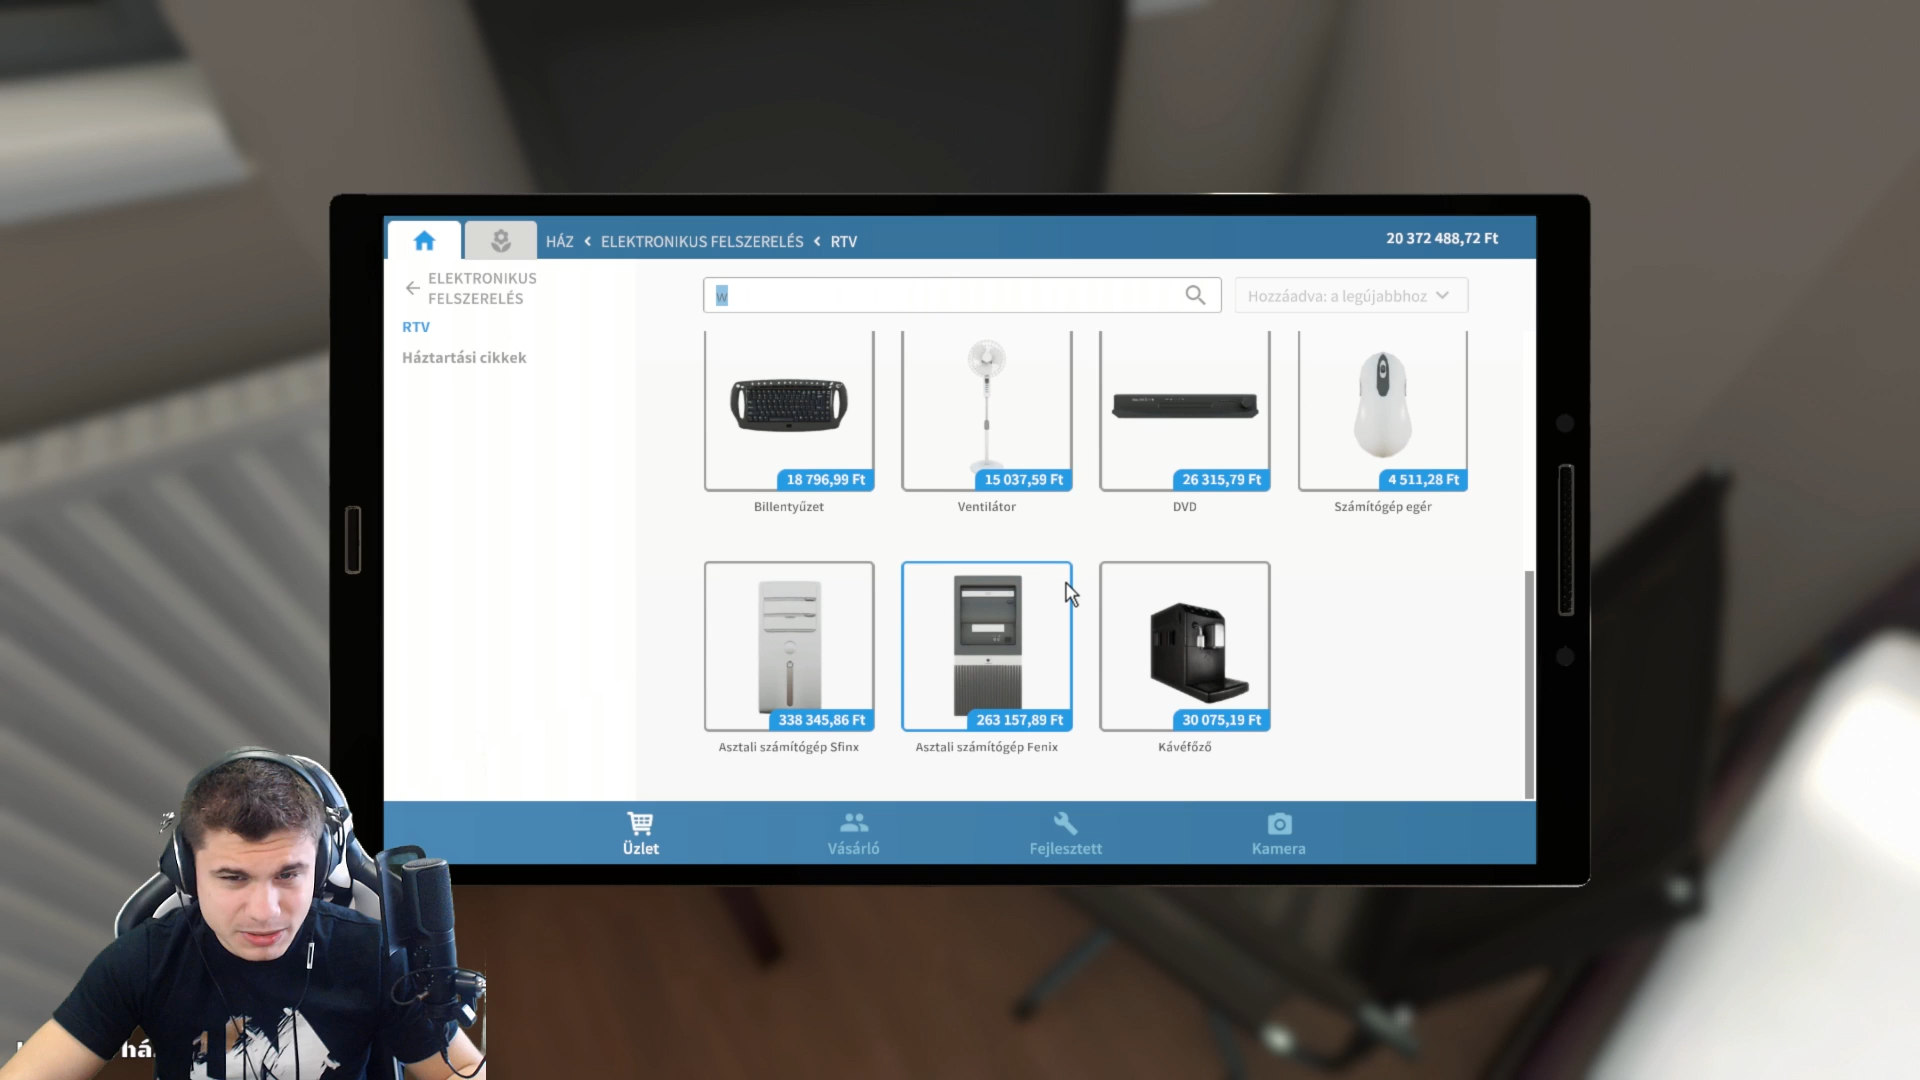 HÁZ < ELEKTRONIKUS FELSZERELÉS < RTV
20 372 488,72 Ft
ELEKTRONIKUS
FELSZERELÉS
RTV
Háztartási cikkek
w
Hozzáadva: a legújabbhoz
18 796,99 Ft
15 037,59 Ft
26 315,79 Ft
4 511,28 Ft
Billentyűzet
Ventilátor
DVD
Számítógép egér
338 345,86 Ft
263 157,89 Ft
30 075,19 Ft
Asztali számítógép Sfinx
Asztali számítógép Fenix
Kávéfőző
Üzlet
Vásárló
Fejlesztett
Kamera